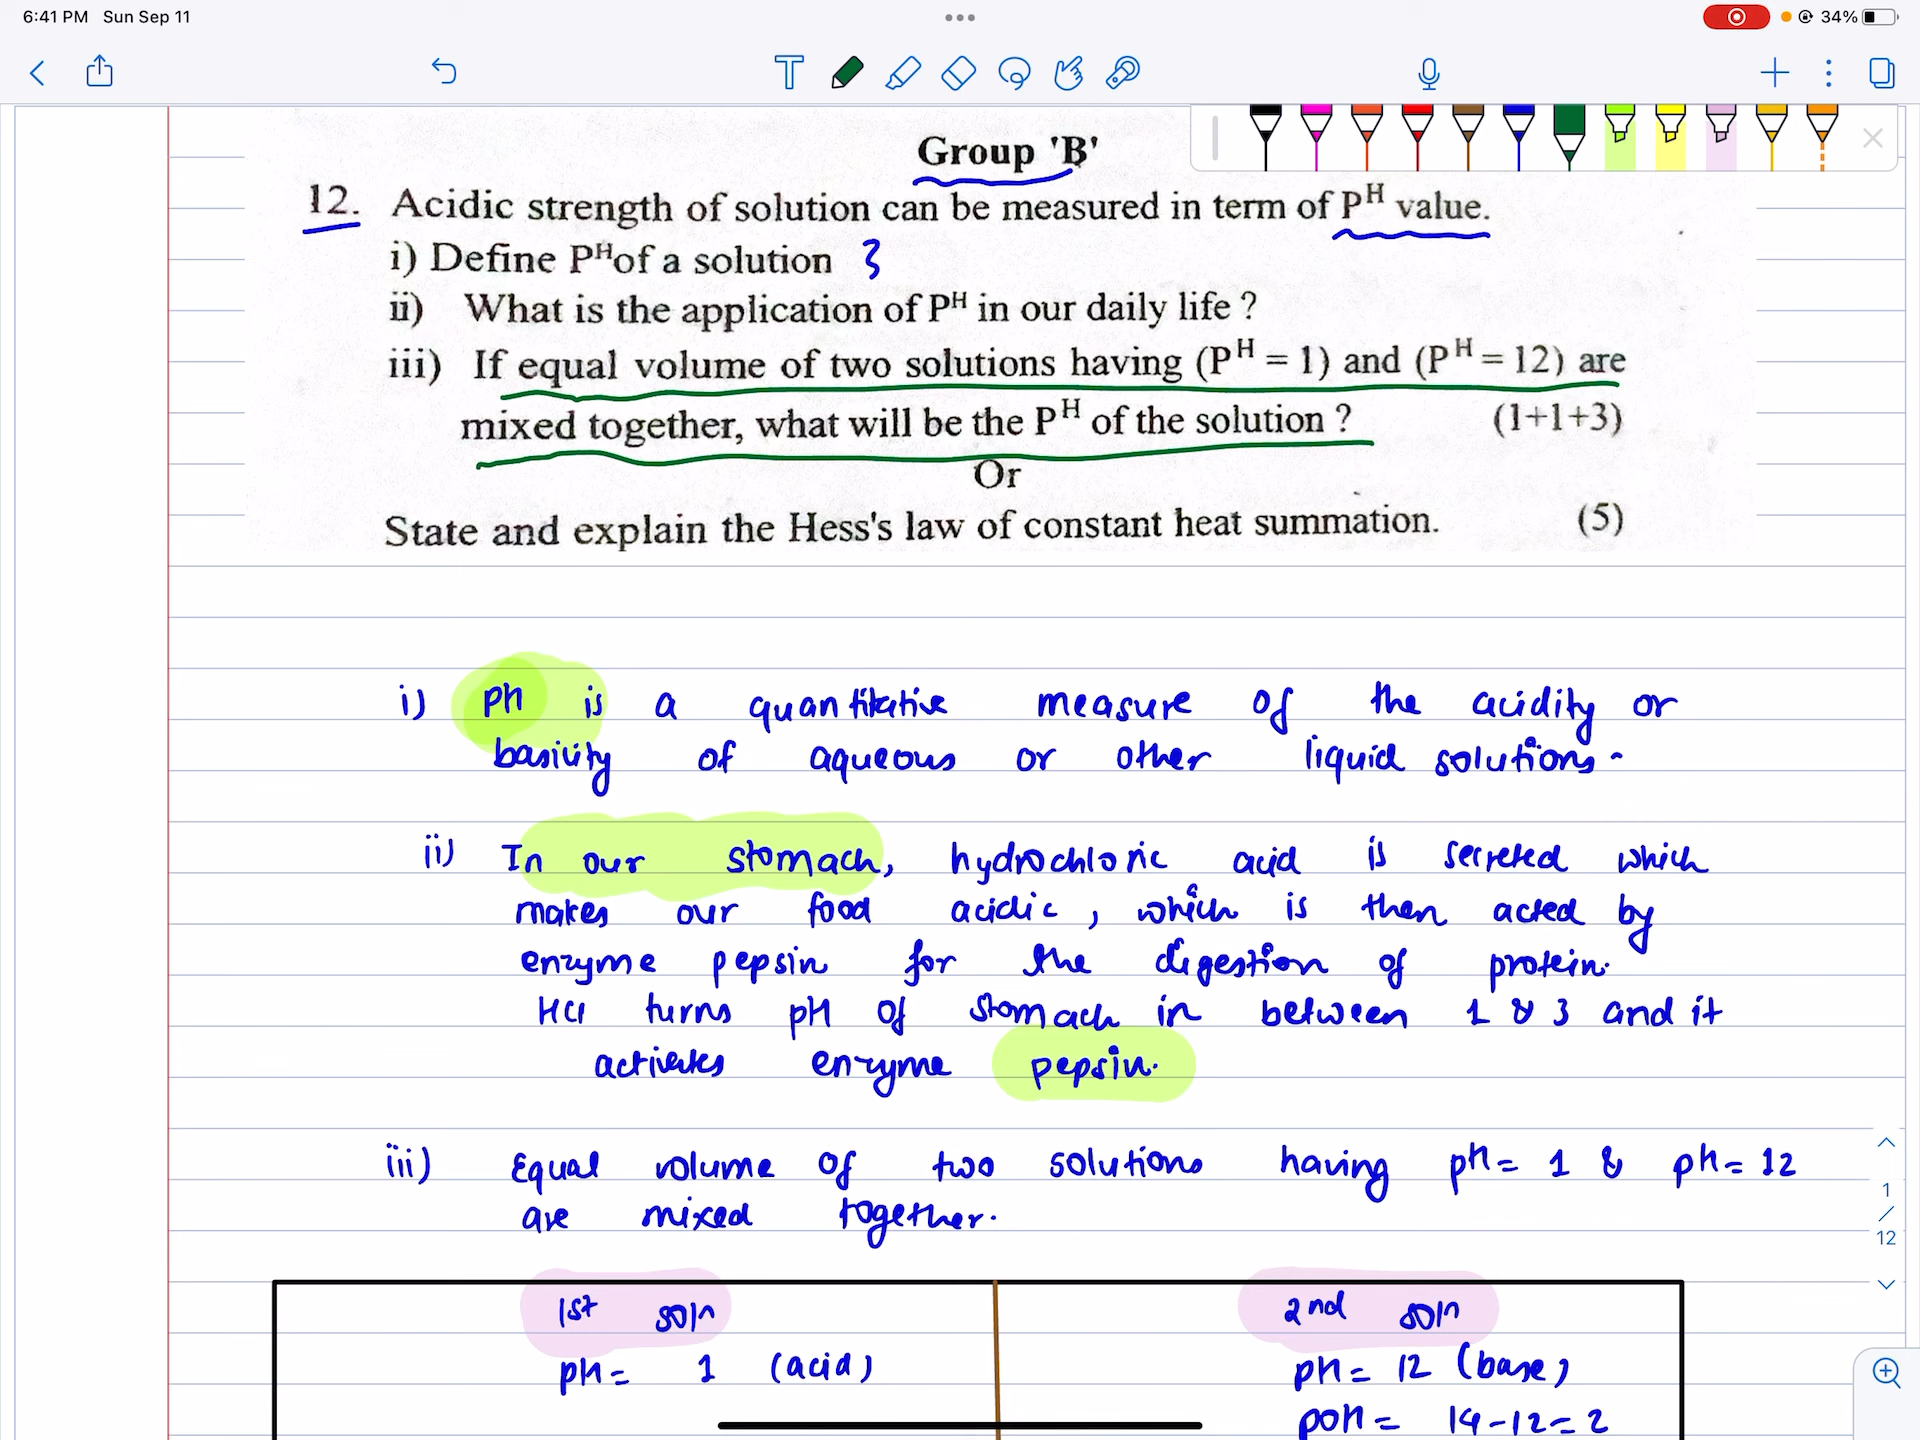 6:41 PM Sun Sep 11
34%
Group 'B'
12. Acidic strength of solution can be measured in term of P^H value.
i) Define P^H of a solution
ii) What is the application of P^H in our daily life ?
iii) If equal volume of two solutions having (P^H = 1) and (P^H = 12) are
mixed together, what will be the P^H of the solution ? (1+1+3)
Or
State and explain the Hess's law of constant heat summation. (5)
i) pH is a quantitative measure of the acidity or
basicity of aqueous or other liquid solutions.
ii) In our stomach, hydrochloric acid is secreted which
makes our food acidic, which is then acted by
enzyme pepsin for the digestion of protein.
HCl turns pH of stomach in between 1 & 3 and it
activates enzyme pepsin.
iii) Equal volume of two solutions having pH = 1 & pH = 12
are mixed together.
1
/
12
1st soln
pH = 1 (acid)
2nd soln
pH = 12 (base)
pOH = 14-12=2